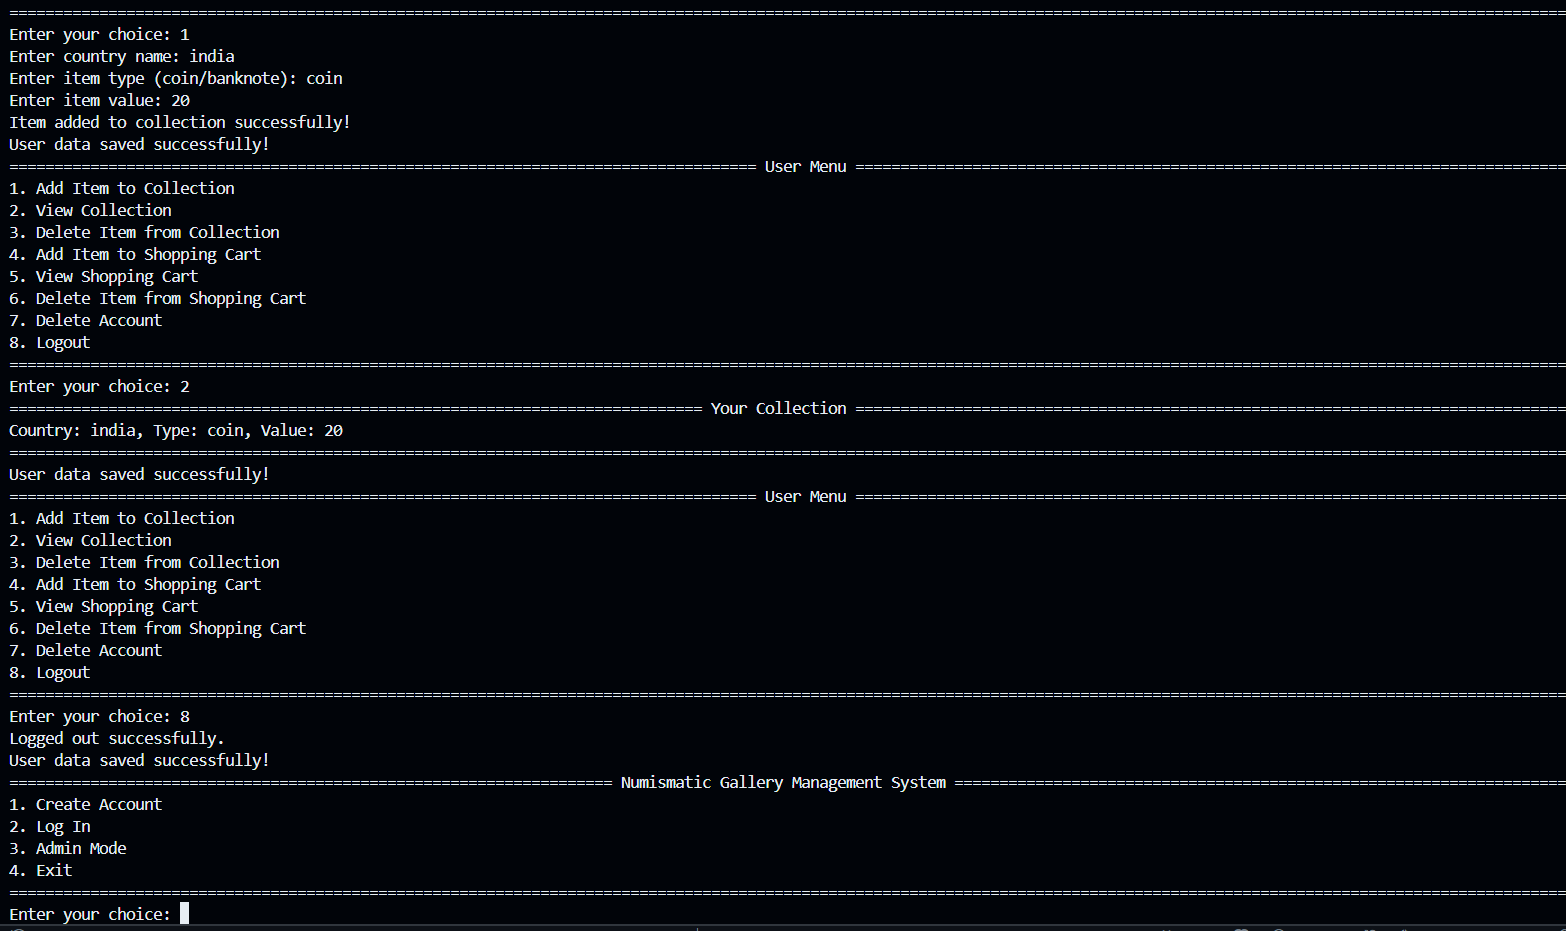 ================================================================================
Enter your choice: 1
Enter country name: india
Enter item type (coin/banknote): coin
Enter item value: 20
Item added to collection successfully!
User data saved successfully!
=================================================================================== User Menu ===============================================================================
1. Add Item to Collection
2. View Collection
3. Delete Item from Collection
4. Add Item to Shopping Cart
5. View Shopping Cart
6. Delete Item from Shopping Cart
7. Delete Account
8. Logout
================================================================================
Enter your choice: 2
============================================================================= Your Collection ===============================================================================
Country: india, Type: coin, Value: 20
================================================================================
User data saved successfully!
=================================================================================== User Menu ===============================================================================
1. Add Item to Collection
2. View Collection
3. Delete Item from Collection
4. Add Item to Shopping Cart
5. View Shopping Cart
6. Delete Item from Shopping Cart
7. Delete Account
8. Logout
================================================================================
Enter your choice: 8
Logged out successfully.
User data saved successfully!
=================================================================== Numismatic Gallery Management System ====================================================================
1. Create Account
2. Log In
3. Admin Mode
4. Exit
================================================================================
Enter your choice: